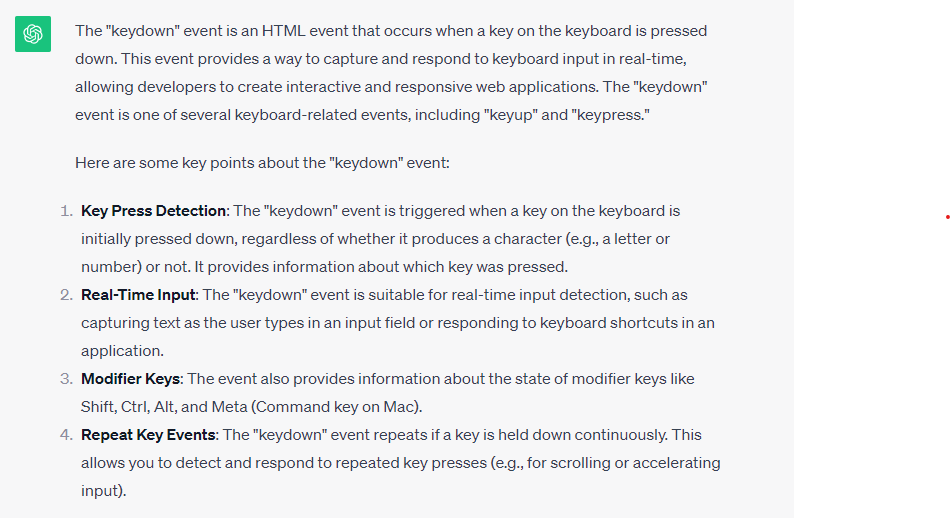 The "keydown" event is an HTML event that occurs when a key on the keyboard is pressed
down. This event provides a way to capture and respond to keyboard input in real-time,
allowing developers to create interactive and responsive web applications. The "keydown"
event is one of several keyboard-related events, including "keyup" and "keypress."
Here are some key points about the "keydown" event:
1. Key Press Detection: The "keydown" event is triggered when a key on the keyboard is
initially pressed down, regardless of whether it produces a character (e.g., a letter or
number) or not. It provides information about which key was pressed.
2. Real-Time Input: The "keydown" event is suitable for real-time input detection, such as
capturing text as the user types in an input field or responding to keyboard shortcuts in an
application.
3. Modifier Keys: The event also provides information about the state of modifier keys like
Shift, Ctrl, Alt, and Meta (Command key on Mac).
4. Repeat Key Events: The "keydown" event repeats if a key is held down continuously. This
allows you to detect and respond to repeated key presses (e.g., for scrolling or accelerating
input).